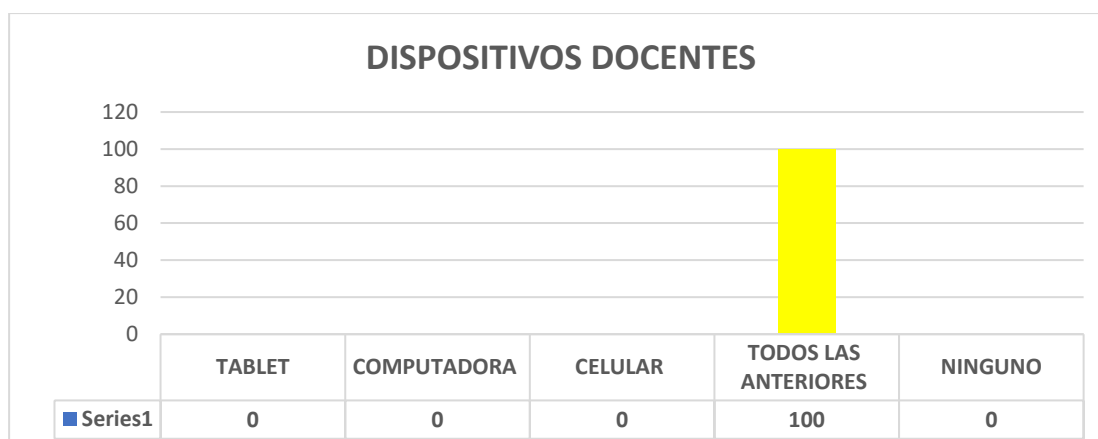 DISPOSITIVOS DOCENTES
120
100
80
60
40
20
0
TABLET COMPUTADORA CELULAR TODOS LAS ANTERIORES NINGUNO
Series1 0 0 0 100 0